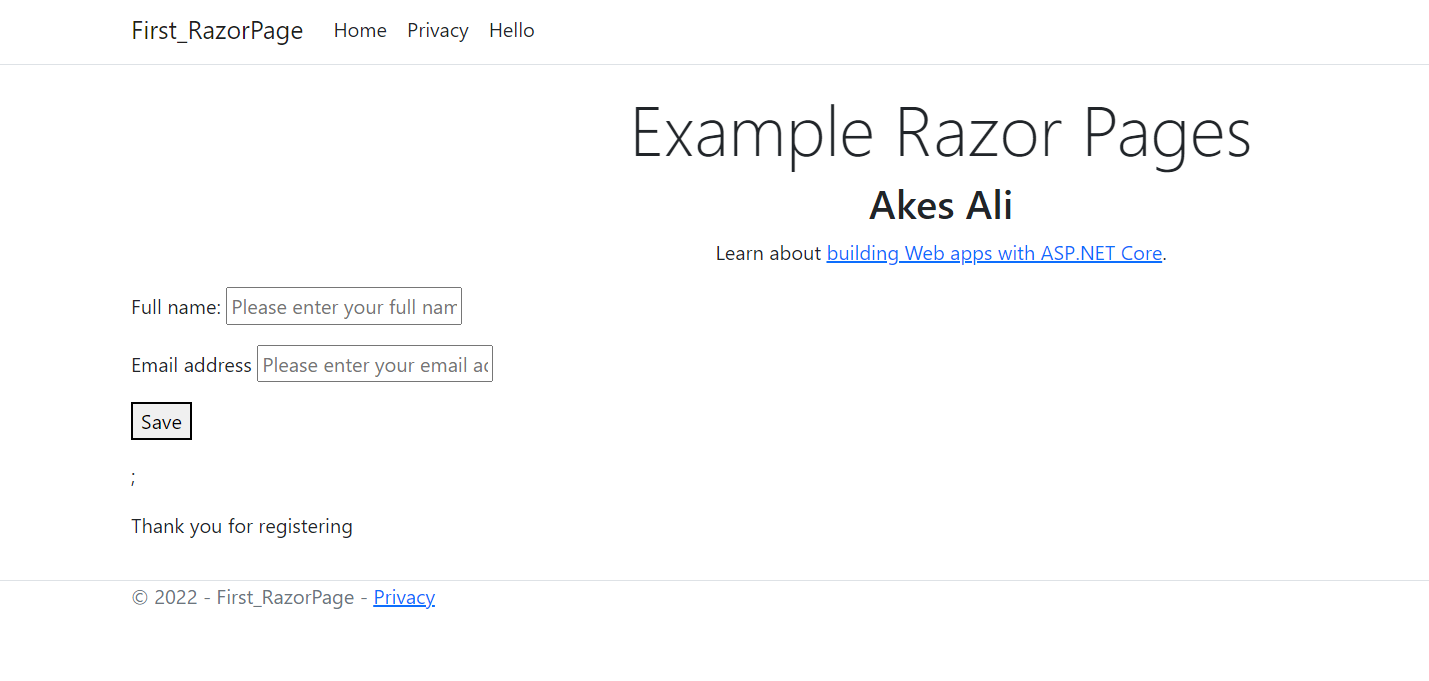 First_RazorPage Home Privacy Hello
Example Razor Pages
Akes Ali
Learn about building Web apps with ASP.NET Core.
Full name: Please enter your full nam
Email address Please enter your email ad
Save
;
Thank you for registering
© 2022 - First_RazorPage - Privacy